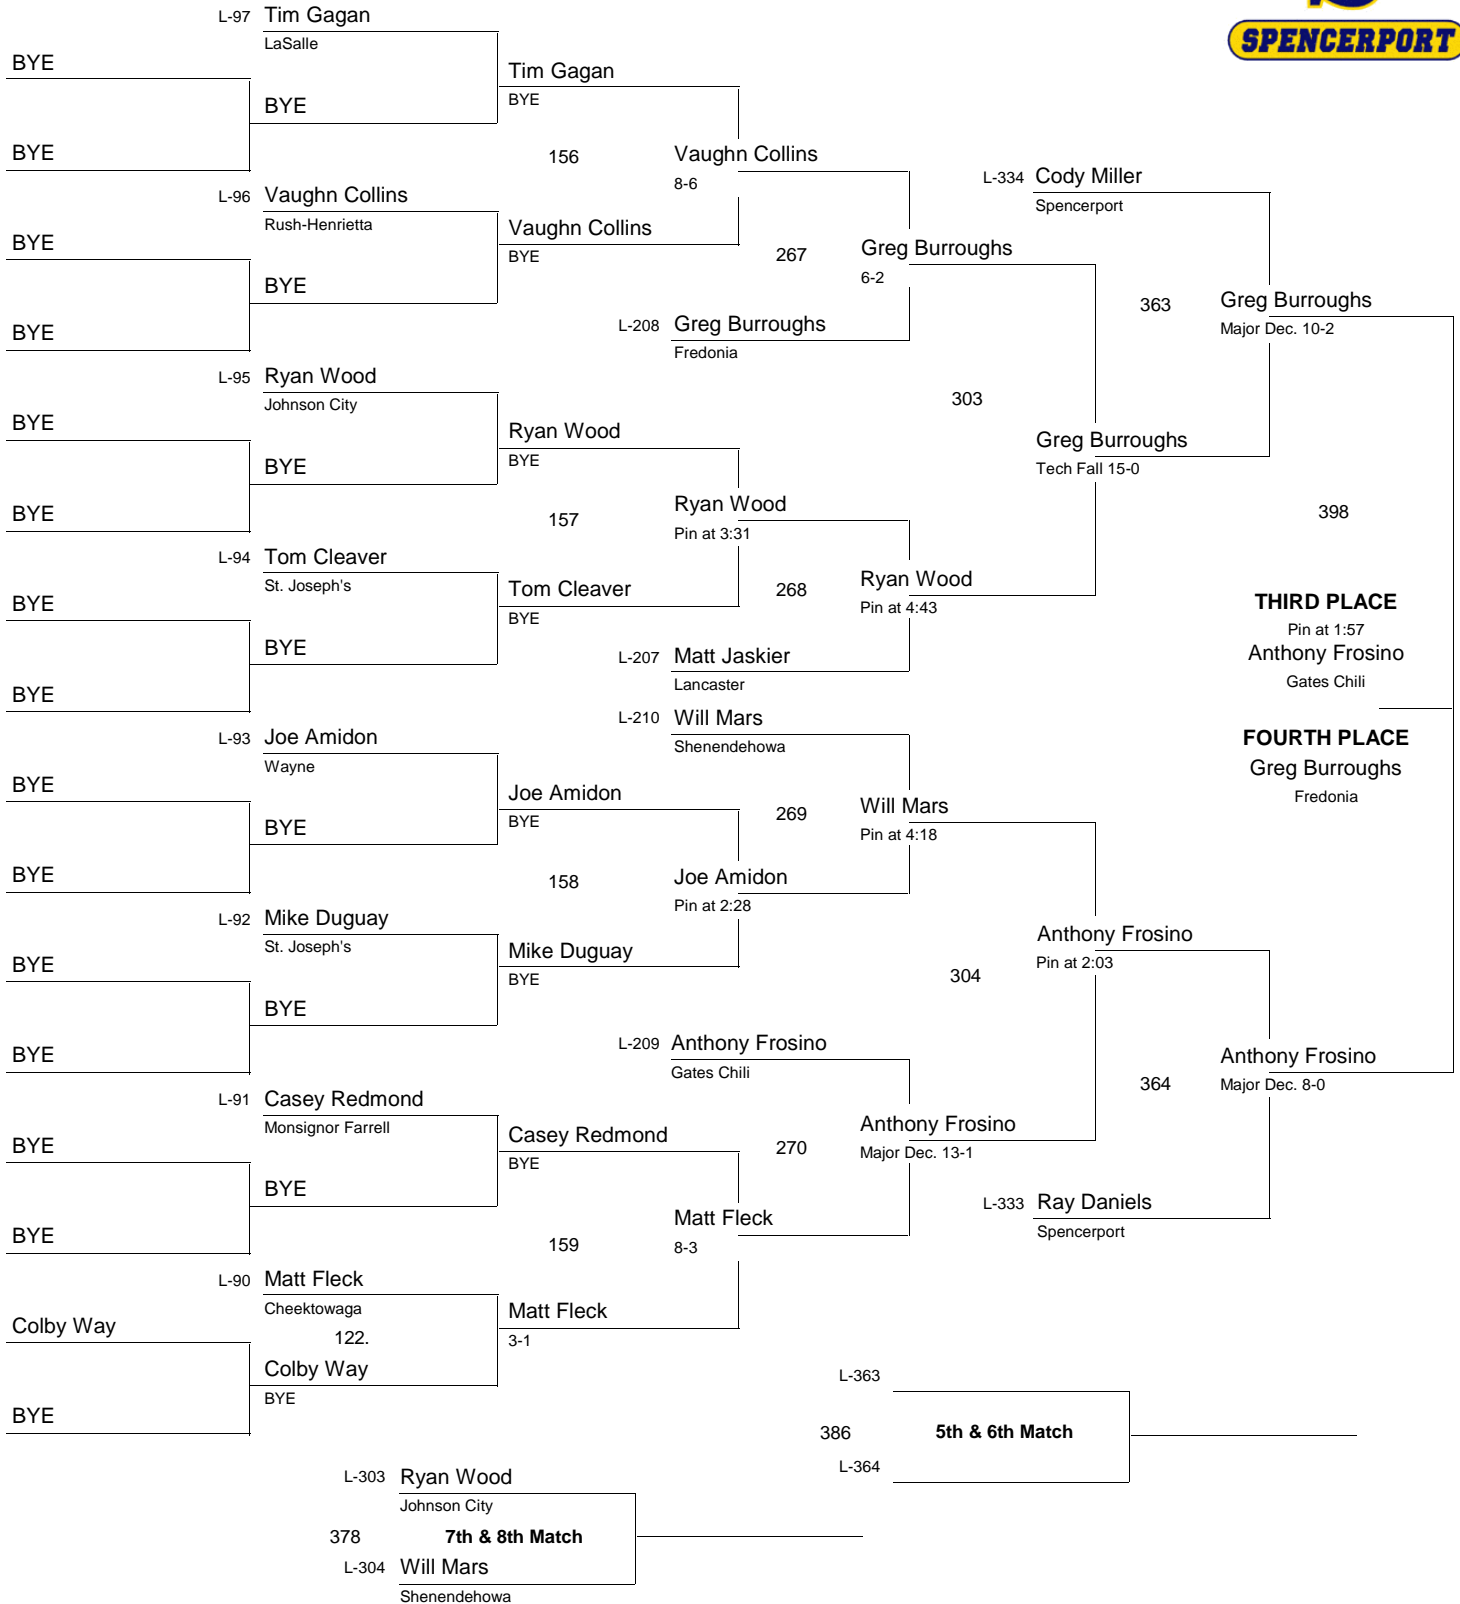 L-97 Tim Gagan
LaSalle
SPENCERPORT
BYE
Tim Gagan
BYE
BYE
BYE
156
Vaughn Collins
8-6
L-334 Cody Miller
Spencerport
L-96 Vaughn Collins
Rush-Henrietta
Vaughn Collins
BYE
BYE
267
Greg Burroughs
6-2
BYE
363
Greg Burroughs
Major Dec. 10-2
BYE
L-208 Greg Burroughs
Fredonia
L-95 Ryan Wood
Johnson City
303
BYE
Ryan Wood
BYE
Greg Burroughs
Tech Fall 15-0
BYE
BYE
157
Ryan Wood
Pin at 3:31
398
L-94 Tom Cleaver
St. Joseph's
Tom Cleaver
BYE
268
Ryan Wood
Pin at 4:43
BYE
THIRD PLACE
Pin at 1:57
Anthony Frosino
Gates Chili
BYE
L-207 Matt Jaskier
Lancaster
BYE
L-210 Will Mars
Shenendehowa
L-93 Joe Amidon
Wayne
FOURTH PLACE
Greg Burroughs
Fredonia
BYE
Joe Amidon
BYE
269
Will Mars
Pin at 4:18
BYE
BYE
158
Joe Amidon
Pin at 2:28
L-92 Mike Duguay
St. Joseph's
Anthony Frosino
Pin at 2:03
BYE
Mike Duguay
BYE
304
BYE
BYE
L-209 Anthony Frosino
Gates Chili
Anthony Frosino
Major Dec. 8-0
364
L-91 Casey Redmond
Monsignor Farrell
BYE
Casey Redmond
BYE
270
Anthony Frosino
Major Dec. 13-1
BYE
L-333 Ray Daniels
Spencerport
BYE
159
Matt Fleck
8-3
L-90 Matt Fleck
Cheektowaga
Colby Way
122.
Matt Fleck
3-1
Colby Way
BYE
BYE
L-363
386
5th & 6th Match
L-364
L-303 Ryan Wood
Johnson City
378
7th & 8th Match
L-304 Will Mars
Shenendehowa